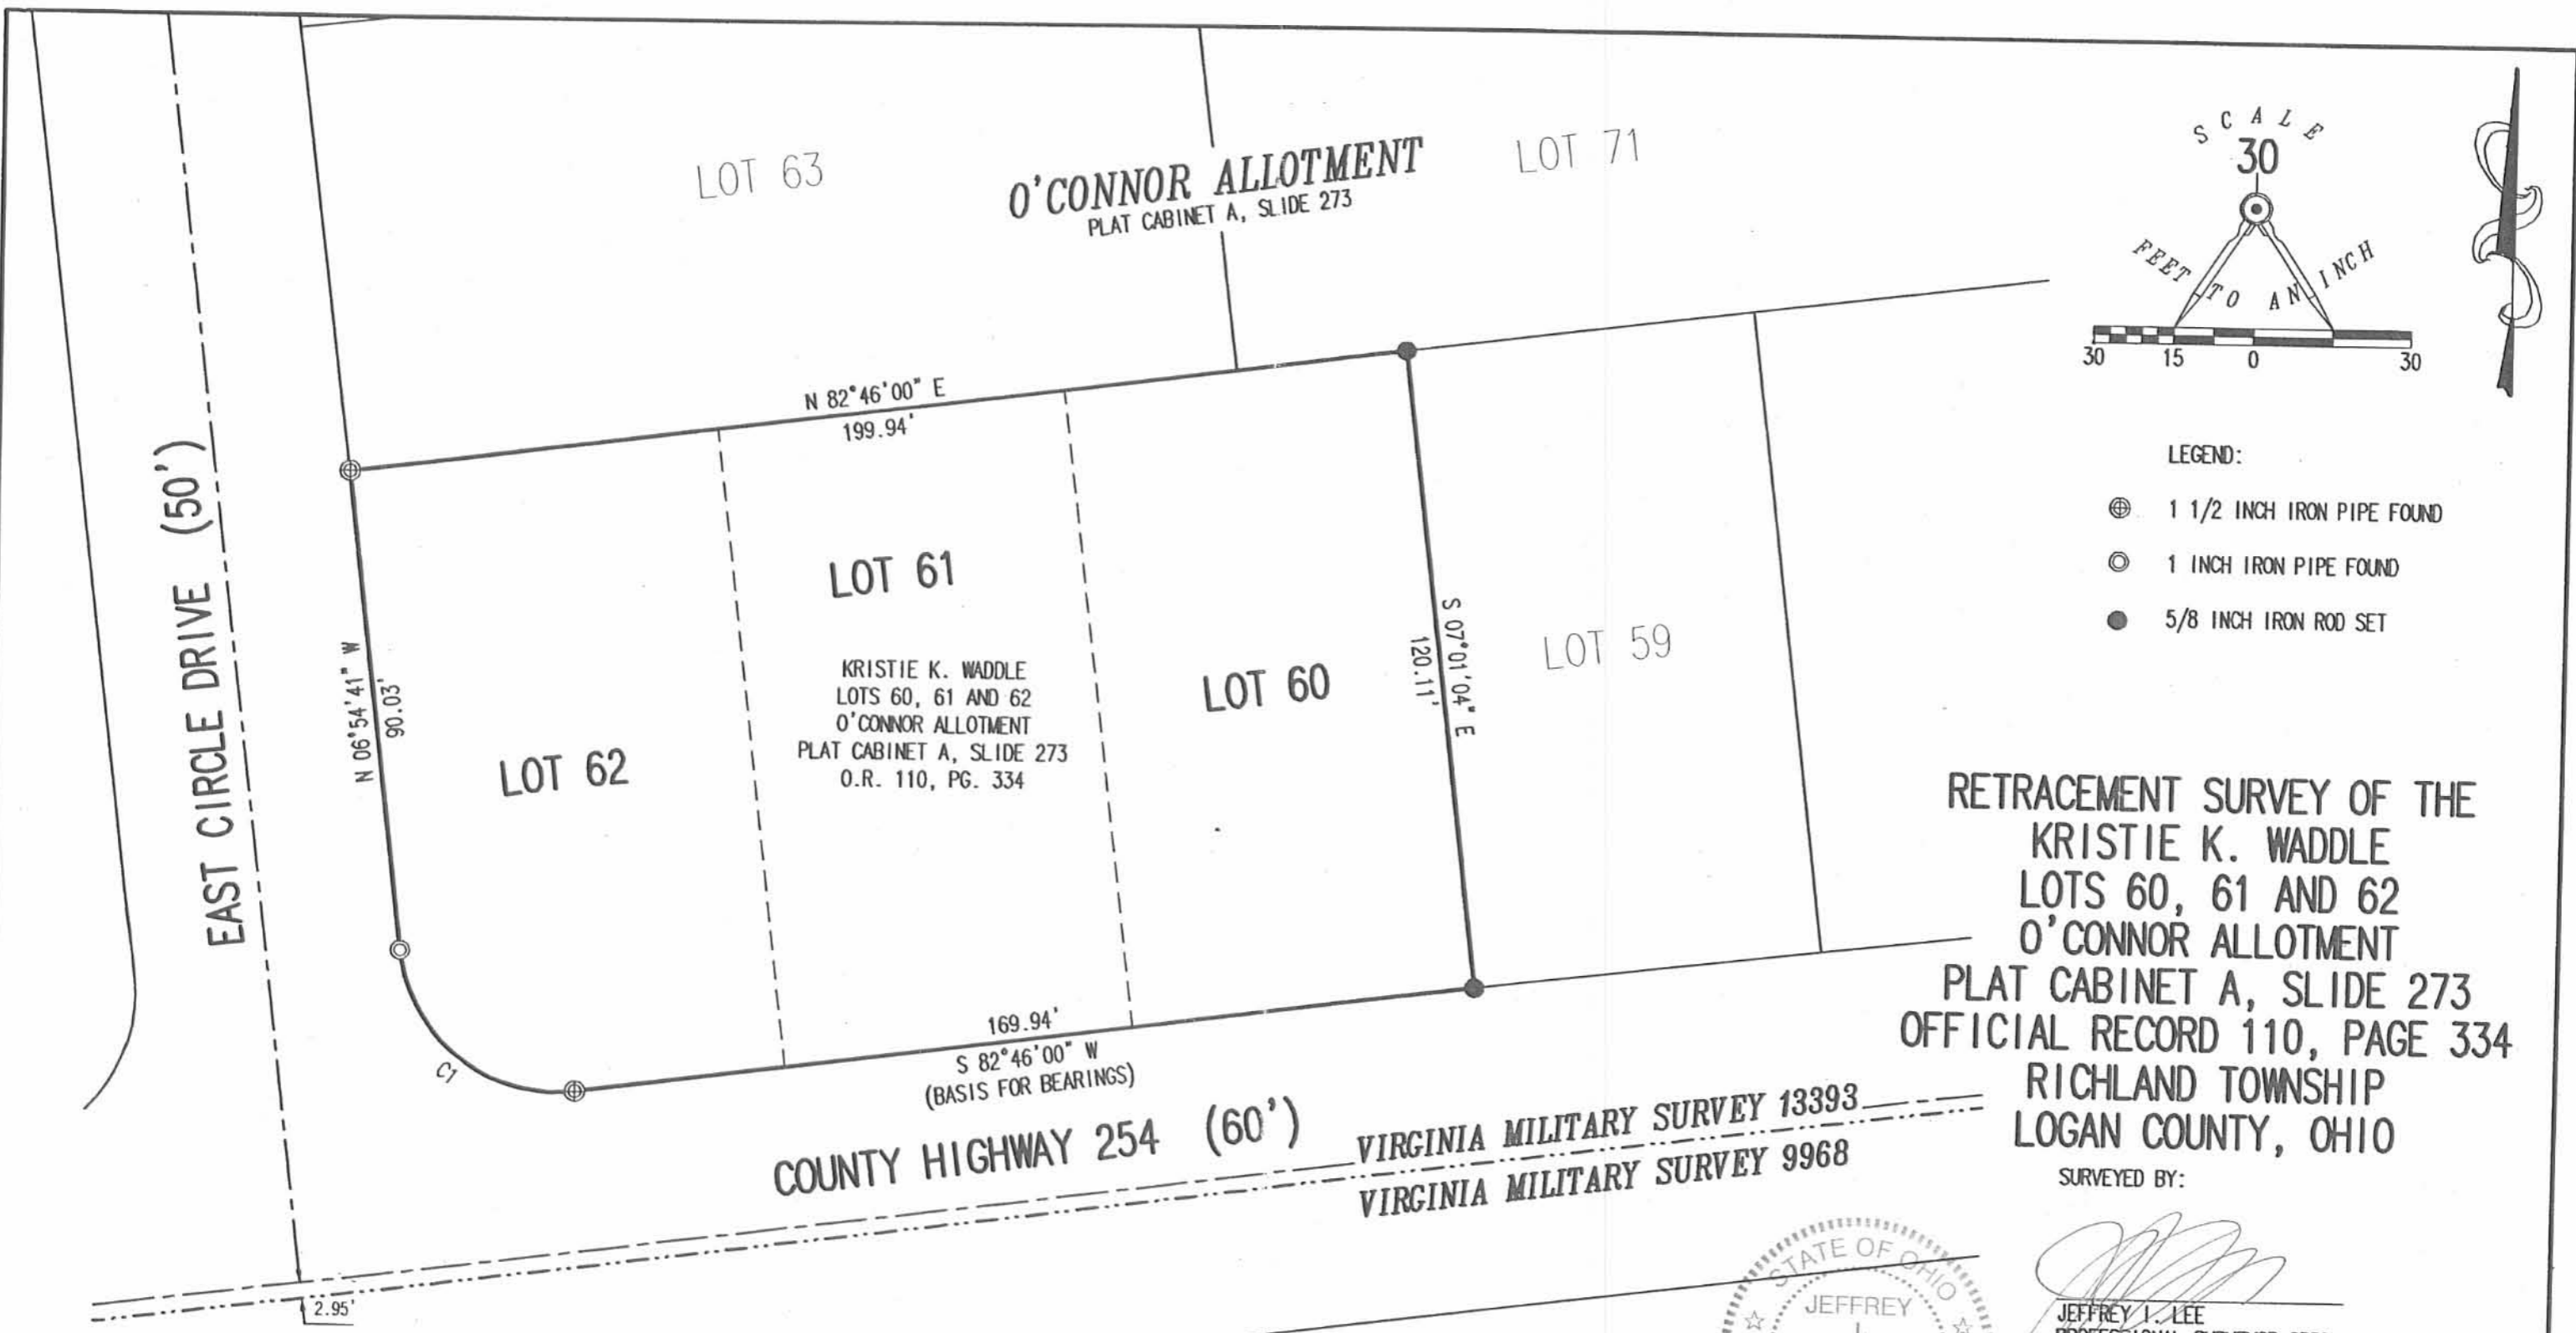 LOT 63
O'CONNOR ALLOTMENT
PLAT CABINET A, SLIDE 273
LOT 71
SCALE
30
FEET TO AN INCH
30 15 0 30
LEGEND:
1 1/2 INCH IRON PIPE FOUND
1 INCH IRON PIPE FOUND
5/8 INCH IRON ROD SET
EAST CIRCLE DRIVE (50')
N 82°46'00" E
199.94'
N 06°54'41" W
90.03'
LOT 62
LOT 61
KRISTIE K. WADDLE
LOTS 60, 61 AND 62
O'CONNOR ALLOTMENT
PLAT CABINET A, SLIDE 273
O.R. 110, PG. 334
LOT 60
S 07°01'04" E
120.11'
LOT 59
C1
169.94'
S 82°46'00" W
(BASIS FOR BEARINGS)
COUNTY HIGHWAY 254 (60')
VIRGINIA MILITARY SURVEY 13393
VIRGINIA MILITARY SURVEY 9968
2.95'
RETRACEMENT SURVEY OF THE
KRISTIE K. WADDLE
LOTS 60, 61 AND 62
O'CONNOR ALLOTMENT
PLAT CABINET A, SLIDE 273
OFFICIAL RECORD 110, PAGE 334
RICHLAND TOWNSHIP
LOGAN COUNTY, OHIO
SURVEYED BY:
STATE OF OHIO
JEFFREY
JEFFREY I. LEE